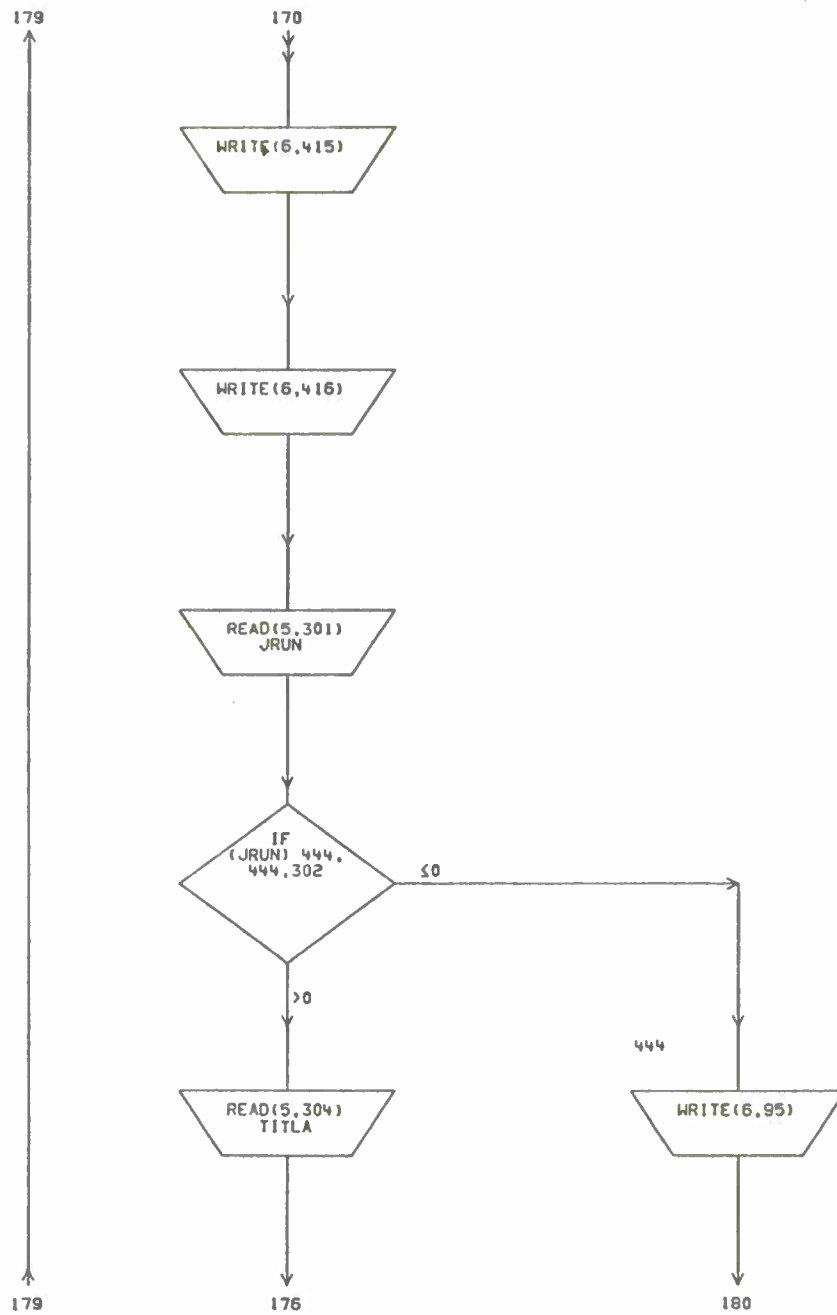 179
170
WRITE(6,415)
WRITE(6,416)
READ(5,301)
JRUN
IF
(JRUN) 444,
444,302
≤0
>0
444
READ(5,304)
TITLA
WRITE(6,95)
179
176
180